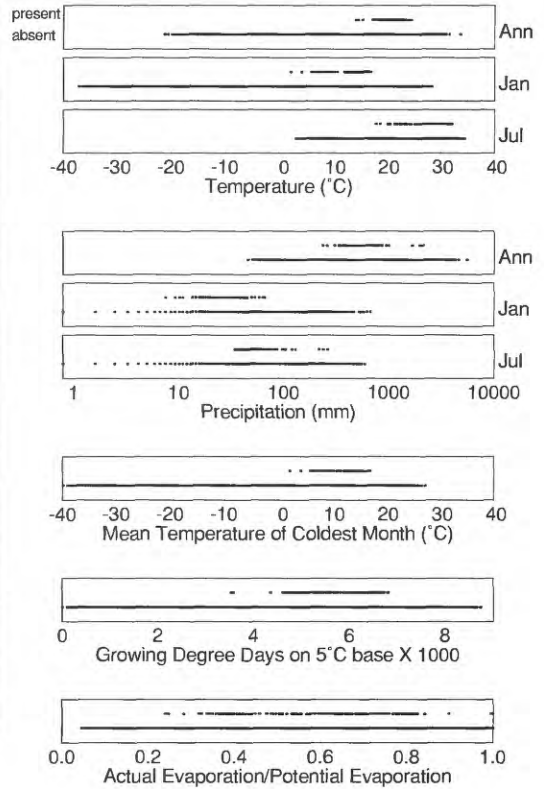 present
absent
Ann
Jan
Jul
-40 -30 -20 -10 0 10 20 30 40
Temperature (°C)
Ann
Jan
Jul
1 10 100 1000 10000
Precipitation (mm)
-40 -30 -20 -10 0 10 20 30 40
Mean Temperature of Coldest Month (°C)
0 2 4 6 8
Growing Degree Days on 5°C base X 1000
0.0 0.2 0.4 0.6 0.8 1.0
Actual Evaporation/Potential Evaporation